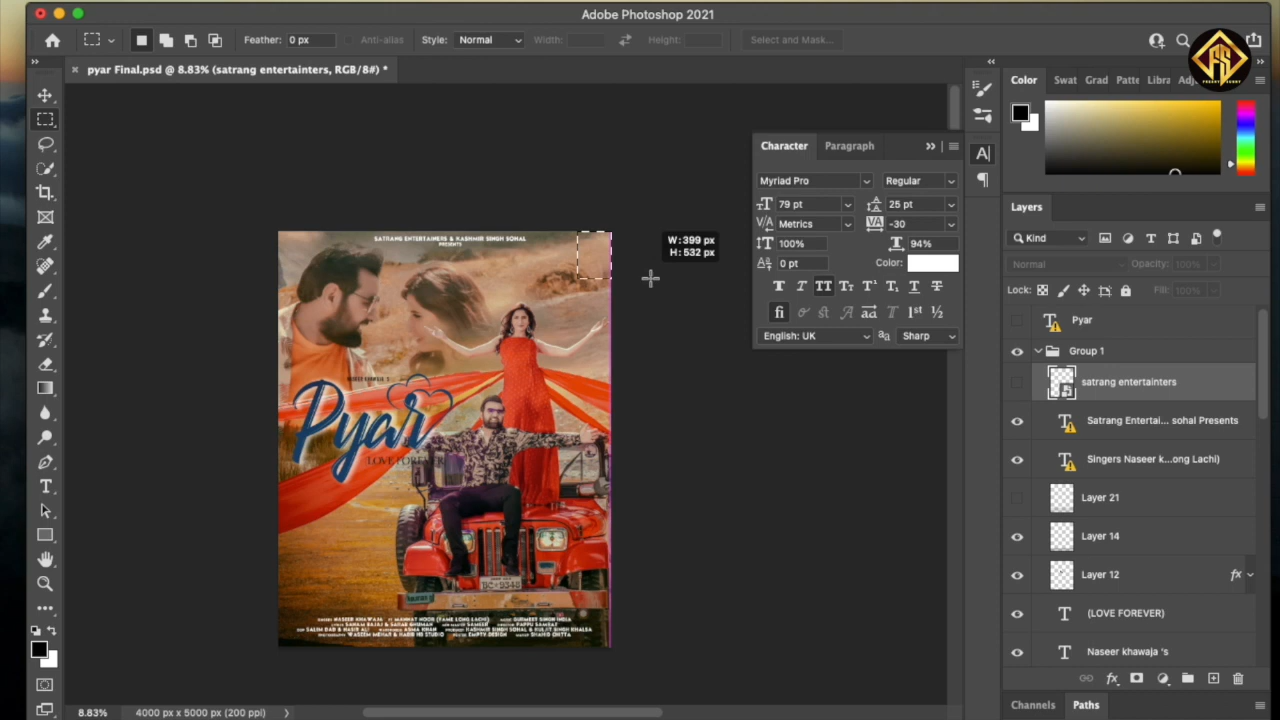 Adobe Photoshop 2021
Feather: 0 px Anti-alias Style: Normal Width: Height: Select and Mask...
FS
pyar Final.psd @ 8.83% (satrang entertainters, RGB/8#) *
Color Swat Grad Patte Libra Adj
Character Paragraph
Myriad Pro Regular
79 pt 25 pt
Metrics -30
100% 94%
0 pt Color:
English: UK Sharp
W: 399 px
H: 532 px
SATRANG ENTERTAINERS & KASHMIR SINGH SOHAL
PRESENTS
NASEER KHAWAJA 'S
Pyar
LOVE FOREVER
Layers
Kind
Normal Opacity: 100%
Lock: Fill: 100%
Pyar
Group 1
satrang entertainters
Satrang Entertai... sohal Presents
Singers Naseer k...ong Lachi)
Layer 21
Layer 14
Layer 12 fx
(LOVE FOREVER)
Naseer khawaja 's
Channels Paths
8.83% 4000 px x 5000 px (200 ppi)